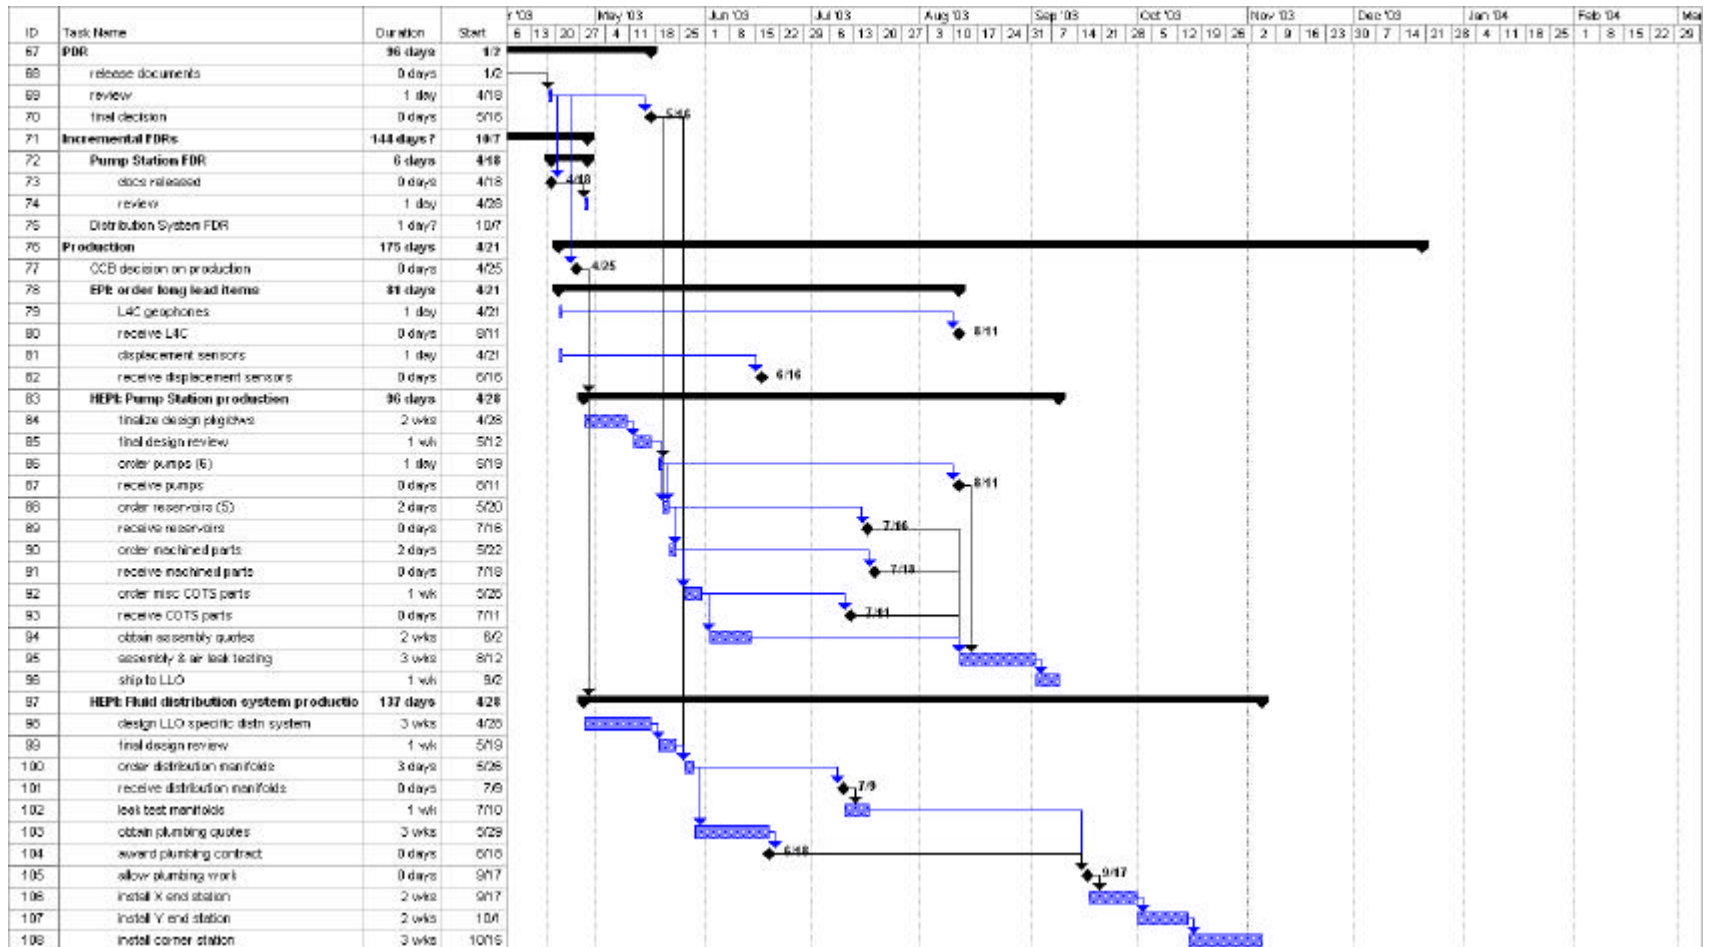 r '03 May '03 Jun '03 Jul '03 Aug '03 Sep '03 Oct '03 Nov '03 Dec '03 Jan '04 Feb '04 Mar
ID Task Name Duration Start 6 13 20 27 4 11 18 25 1 8 15 22 29 6 13 20 27 3 10 17 24 31 7 14 21 28 5 12 19 26 2 9 16 23 30 7 14 21 28 4 11 18 25 1 8 15 22 29
67 PDR 96 days 1/2
68 release documents 0 days 1/2
69 review 1 day 4/18
70 final decision 0 days 5/16 5/16
71 Incremental FDRs 144 days? 10/7
72 Pump Station FDR 6 days 4/18
73 docs released 0 days 4/18 4/18
74 review 1 day 4/28
75 Distribution System FDR 1 day? 10/7
76 Production 175 days 4/21
77 CCB decision on production 0 days 4/25 4/25
78 EPI: order long lead items 81 days 4/21
79 L4C geophones 1 day 4/21
80 receive L4C 0 days 8/11 8/11
81 displacement sensors 1 day 4/21
82 receive displacement sensors 0 days 6/16 6/16
83 HEPI: Pump Station production 96 days 4/28
84 finalize design pkg/dws 2 wks 4/28
85 final design review 1 wk 5/12
86 order pumps (6) 1 day 5/19
87 receive pumps 0 days 8/11 8/11
88 order reservoirs (5) 2 days 5/20
89 receive reservoirs 0 days 7/16 7/16
90 order machined parts 2 days 5/22
91 receive machined parts 0 days 7/18 7/18
92 order misc COTS parts 1 wk 5/26
93 receive COTS parts 0 days 7/11 7/11
94 obtain assembly quotes 2 wks 6/2
95 assembly & air leak testing 3 wks 8/12
96 ship to LLO 1 wk 9/2
97 HEPI: Fluid distribution system productio 137 days 4/28
98 design LLO specific distn system 3 wks 4/28
99 final design review 1 wk 5/19
100 order distribution manifolds 3 days 5/26
101 receive distribution manifolds 0 days 7/9 7/9
102 leak test manifolds 1 wk 7/10
103 obtain plumbing quotes 3 wks 5/29
104 award plumbing contract 0 days 6/18 6/18
105 allow plumbing work 0 days 9/17 9/17
106 install X end station 2 wks 9/17
107 install Y end station 2 wks 10/1
108 install corner station 3 wks 10/15